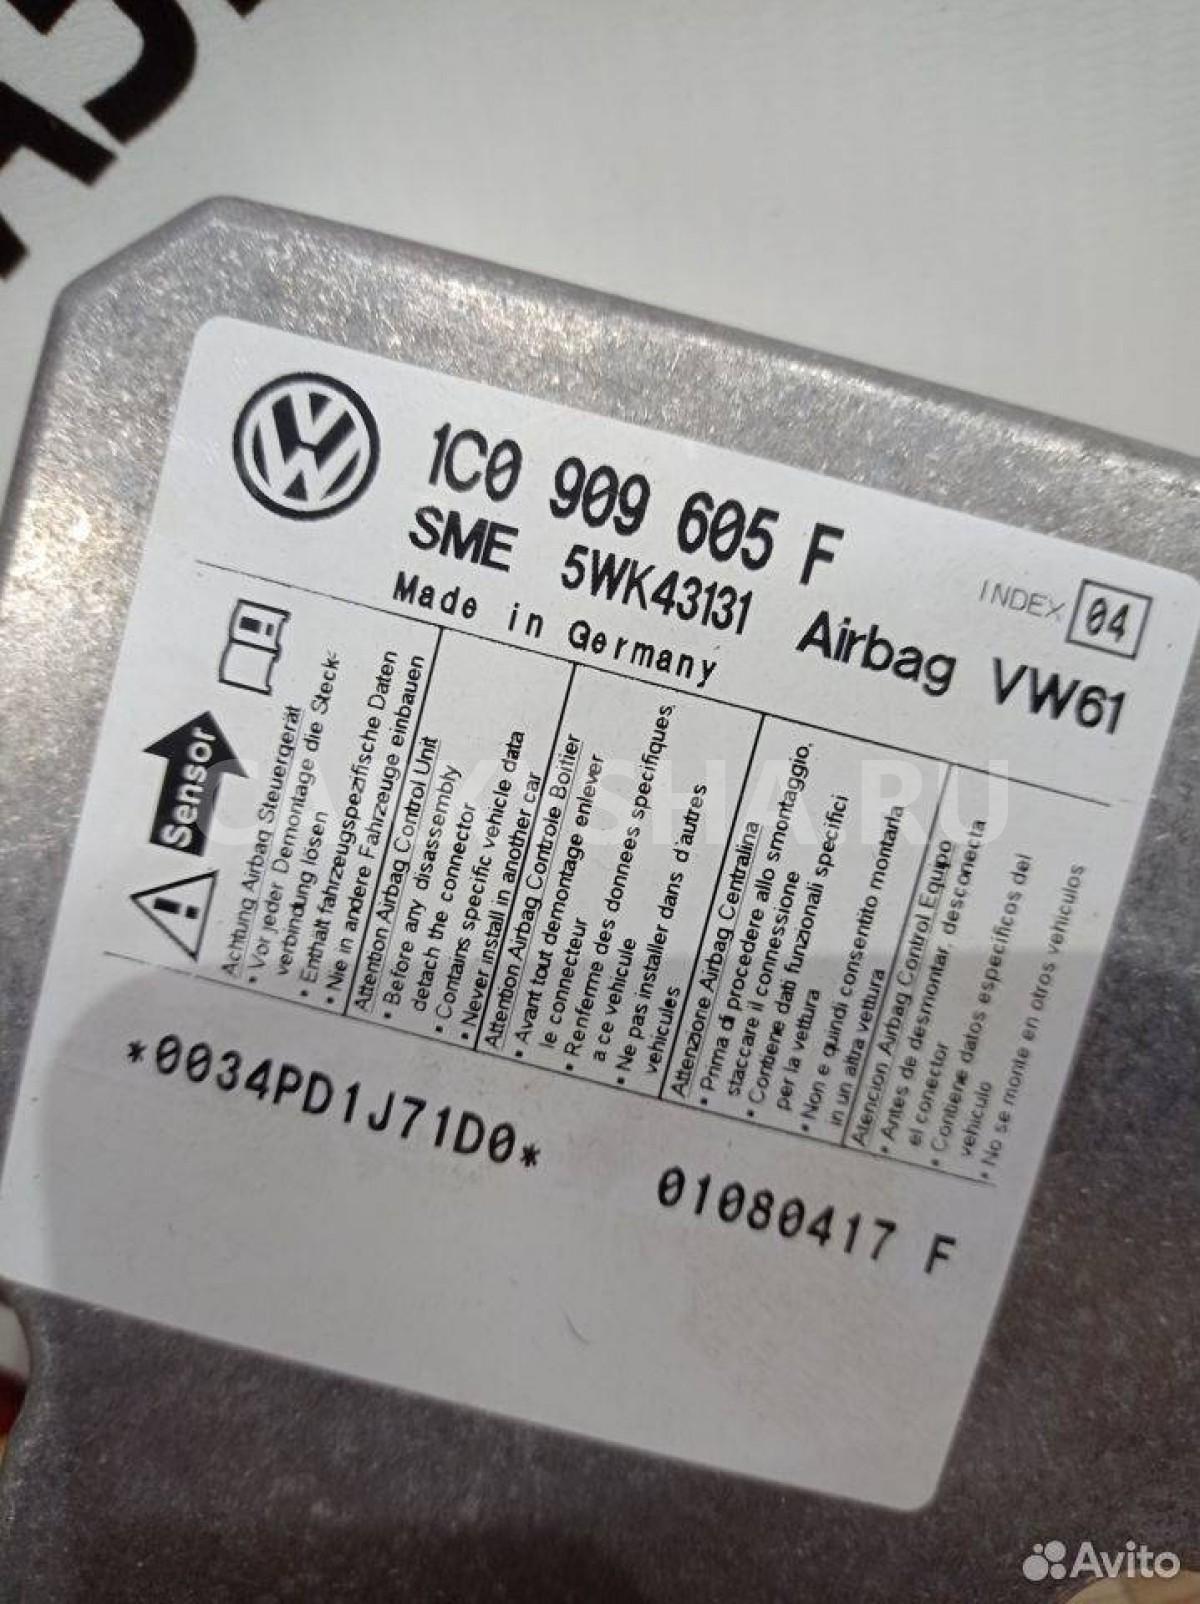 1C0 909 605 F
SME 5WK43131
INDEX 04
Made in Germany
Airbag VW61
Sensor
Achtung Airbag Steuergerät
• Vor jeder Demontage die Steck-
verbindung lösen
• Enthält fahrzeugspezifische Daten
• Nie in andere Fahrzeuge einbauen
Attention Airbag Control Unit
• Before any disassembly
detach the connector
• Contains specific vehicle data
• Never install in another car
Attention Airbag Controle Boitier
• Avant tout demontage enlever
le connecteur
• Renferme des donnees specifiques
a ce vehicule
• Ne pas installer dans d'autres
vehicules
Attenzione Airbag Centralina
• Prima di procedere allo smontaggio,
staccare il connessione
• Contiene dati funzionali specifici
per la vettura
• Non e quindi consentito montarla
in un altra vettura
Atencion Airbag Control Equipo
• Antes de desmontar, desconecta
el conector
• Contiene datos especificos del
vehiculo
• No se monte en otros vehiculos
*0034PD1J71D0*
01080417 F
Avito